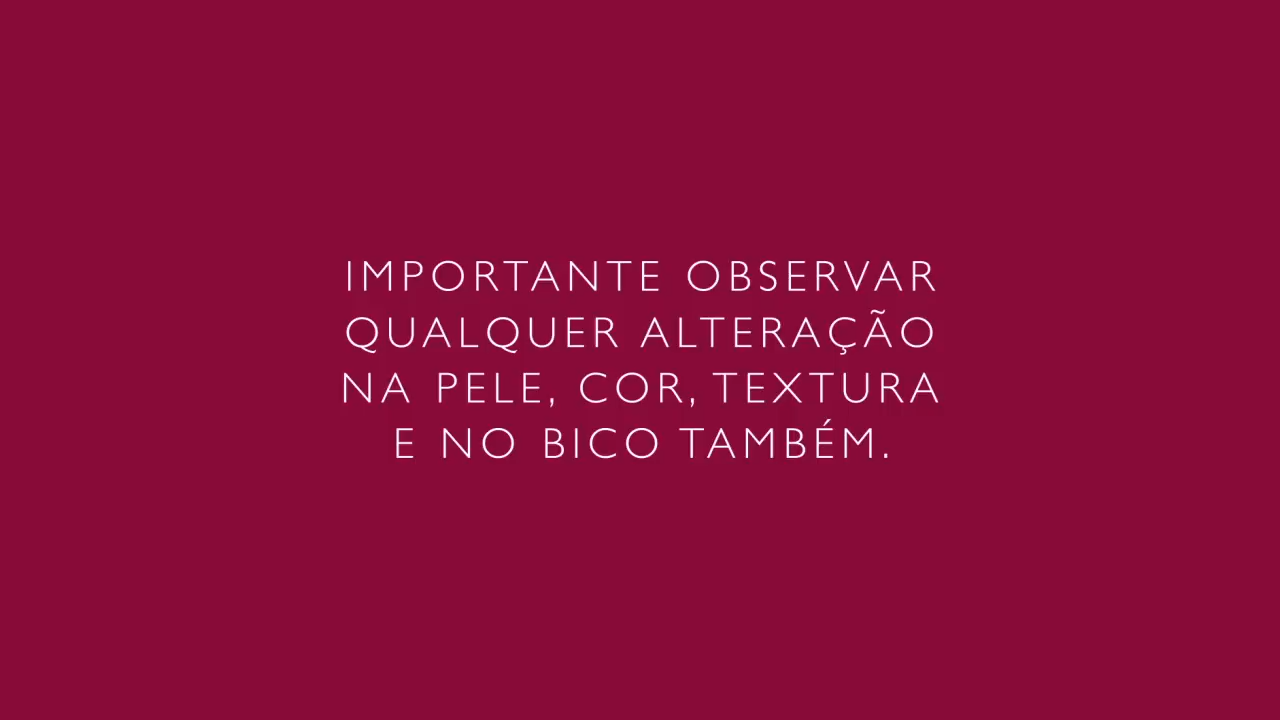 IMPORTANTE OBSERVAR
QUALQUER ALTERAÇÃO
NA PELE, COR, TEXTURA
E NO BICO TAMBÉM.